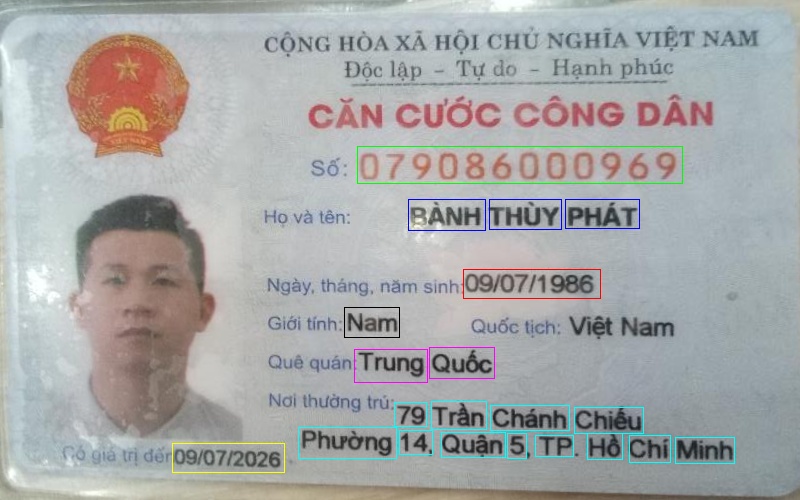 CỘNG HÒA XÃ HỘI CHỦ NGHĨA VIỆT NAM
Độc lập - Tự do - Hạnh phúc
CĂN CƯỚC CÔNG DÂN
Số: 079086000969
Họ và tên: BÀNH THÙY PHÁT
Ngày, tháng, năm sinh: 09/07/1986
Giới tính: Nam Quốc tịch: Việt Nam
Quê quán: Trung Quốc
Nơi thường trú: 79 Trần Chánh Chiếu
Phường 14, Quận 5, TP. Hồ Chí Minh
Có giá trị đến 09/07/2026
VIỆT NAM